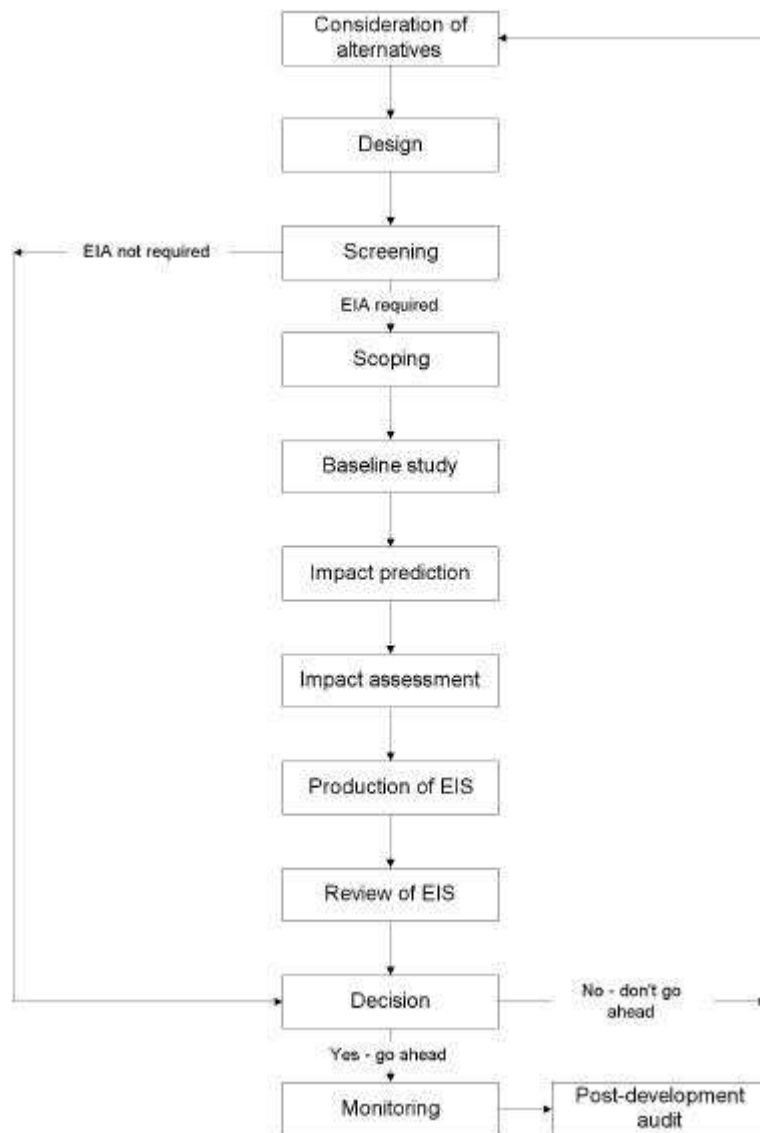 Consideration of
alternatives
Design
EIA not required
Screening
EIA required
Scoping
Baseline study
Impact prediction
Impact assessment
Production of EIS
Review of EIS
Decision
No - don't go
ahead
Yes - go ahead
Monitoring
Post-development
audit